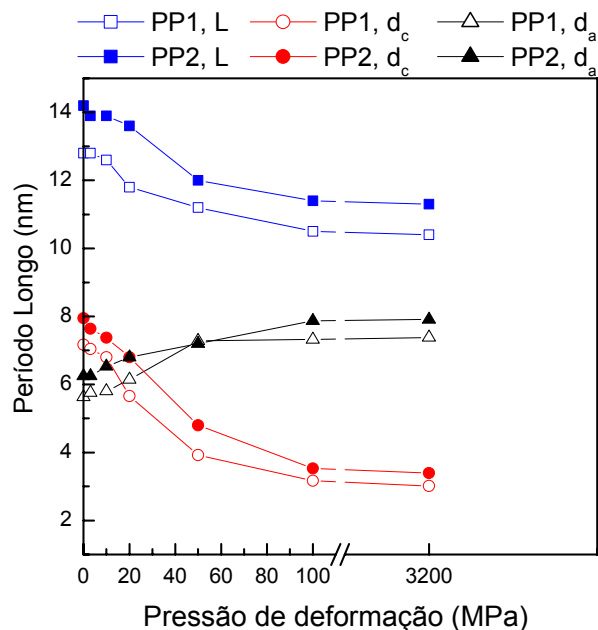 PP1, L PP1, dc PP1, da
PP2, L PP2, dc PP2, da
14
12
10
8
6
4
2
Período Longo (nm)
0 20 40 60 80 100 3200
Pressão de deformação (MPa)